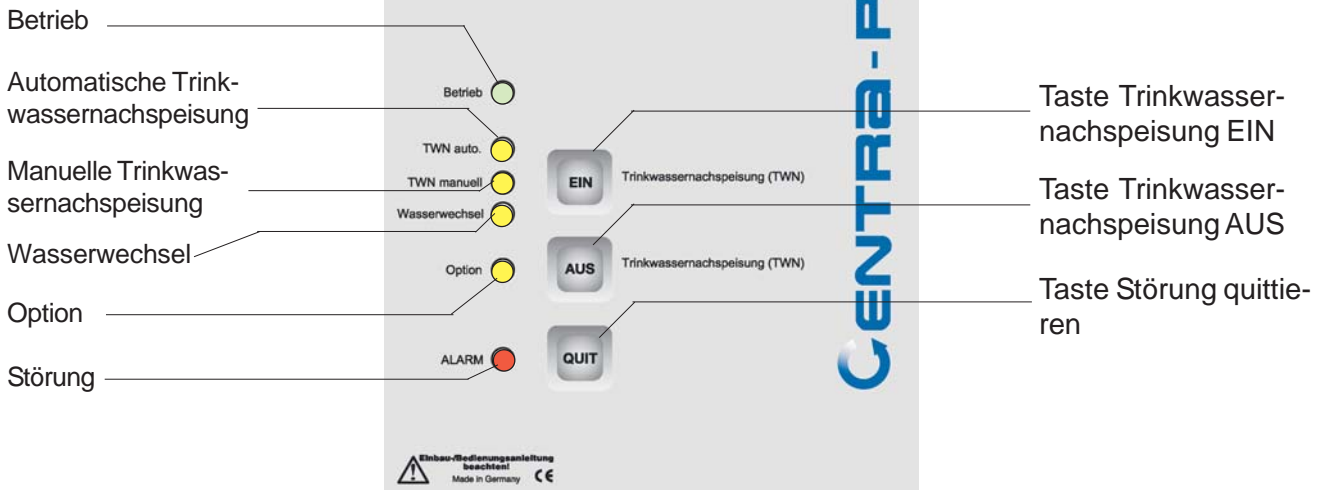 Betrieb
Automatische Trink-
wassernachspeisung
Manuelle Trinkwas-
sernachspeisung
Wasserwechsel
Option
Störung
Betrieb
TWN auto.
TWN manuell
Wasserwechsel
Option
ALARM
EIN
Trinkwassernachspeisung (TWN)
AUS
Trinkwassernachspeisung (TWN)
QUIT
Einbau-/Bedienungsanleitung
beachten!
Made in Germany CE
CENTRa-P
Taste Trinkwasser-
nachspeisung EIN
Taste Trinkwasser-
nachspeisung AUS
Taste Störung quittie-
ren